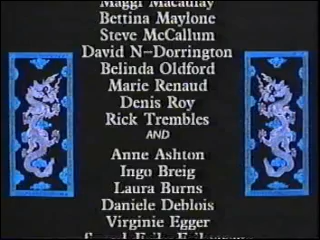 Maggi Macaulay
Bettina Maylone
Steve McCallum
David N-Dorrington
Belinda Oldford
Marie Renaud
Denis Roy
Rick Trembles
AND
Anne Ashton
Ingo Breig
Laura Burns
Daniele Deblois
Virginie Egger